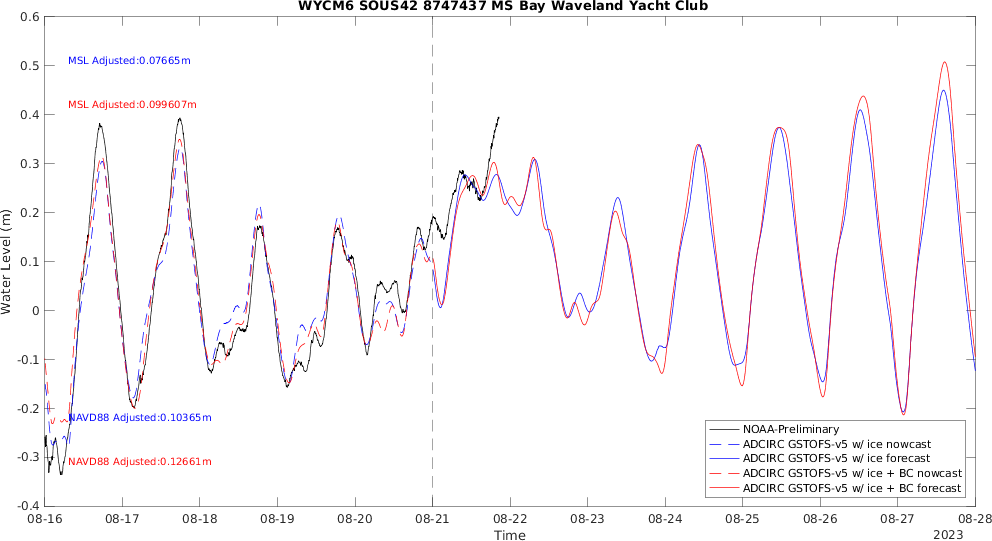 WYCM6 SOUS42 8747437 MS Bay Waveland Yacht Club
0.6
0.5
0.4
0.3
0.2
0.1
0
-0.1
-0.2
-0.3
-0.4
Water Level (m)
MSL Adjusted:0.07665m
MSL Adjusted:0.099607m
NAVD88 Adjusted:0.10365m
NAVD88 Adjusted:0.12661m
NOAA-Preliminary
ADCIRC GSTOFS-v5 w/ ice nowcast
ADCIRC GSTOFS-v5 w/ ice forecast
ADCIRC GSTOFS-v5 w/ ice + BC nowcast
ADCIRC GSTOFS-v5 w/ ice + BC forecast
08-16 08-17 08-18 08-19 08-20 08-21 08-22 08-23 08-24 08-25 08-26 08-27 08-28
Time
2023